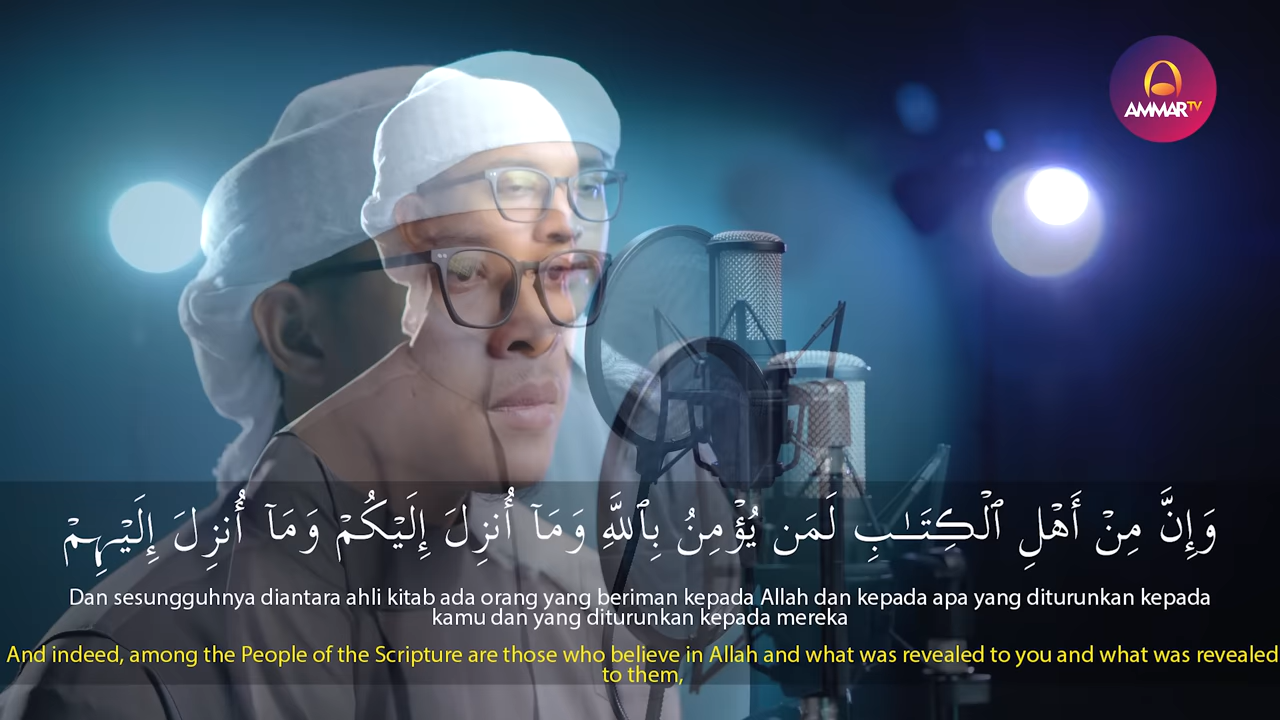 AMMARTV
وَإِنَّ مِنْ أَهْلِ ٱلْكِتَـٰبِ لَمَن يُؤْمِنُ بِٱللَّهِ وَمَآ أُنزِلَ إِلَيْكُمْ وَمَآ أُنزِلَ إِلَيْهِمْ
Dan sesungguhnya diantara ahli kitab ada orang yang beriman kepada Allah dan kepada apa yang diturunkan kepada
kamu dan yang diturunkan kepada mereka
And indeed, among the People of the Scripture are those who believe in Allah and what was revealed to you and what was revealed
to them,